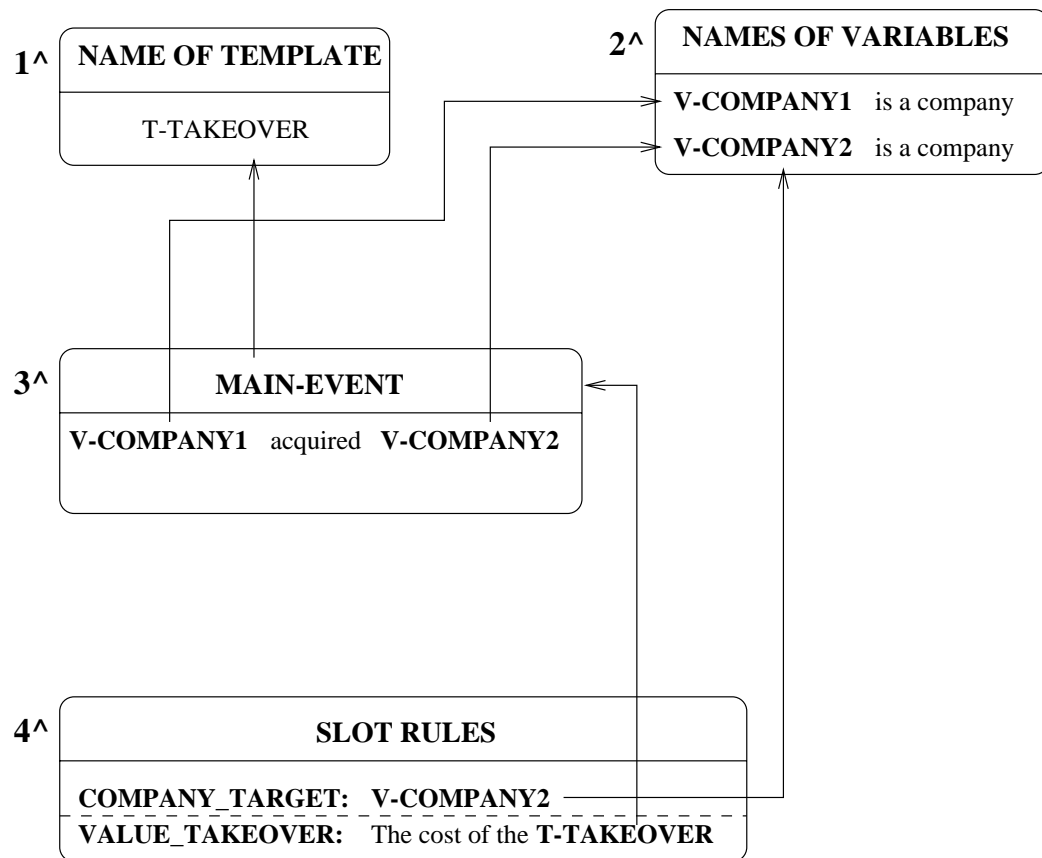 1^ NAME OF TEMPLATE
T-TAKEOVER
2^ NAMES OF VARIABLES
V-COMPANY1 is a company
V-COMPANY2 is a company
3^ MAIN-EVENT
V-COMPANY1 acquired V-COMPANY2
4^ SLOT RULES
COMPANY_TARGET: V-COMPANY2
VALUE_TAKEOVER: The cost of the T-TAKEOVER